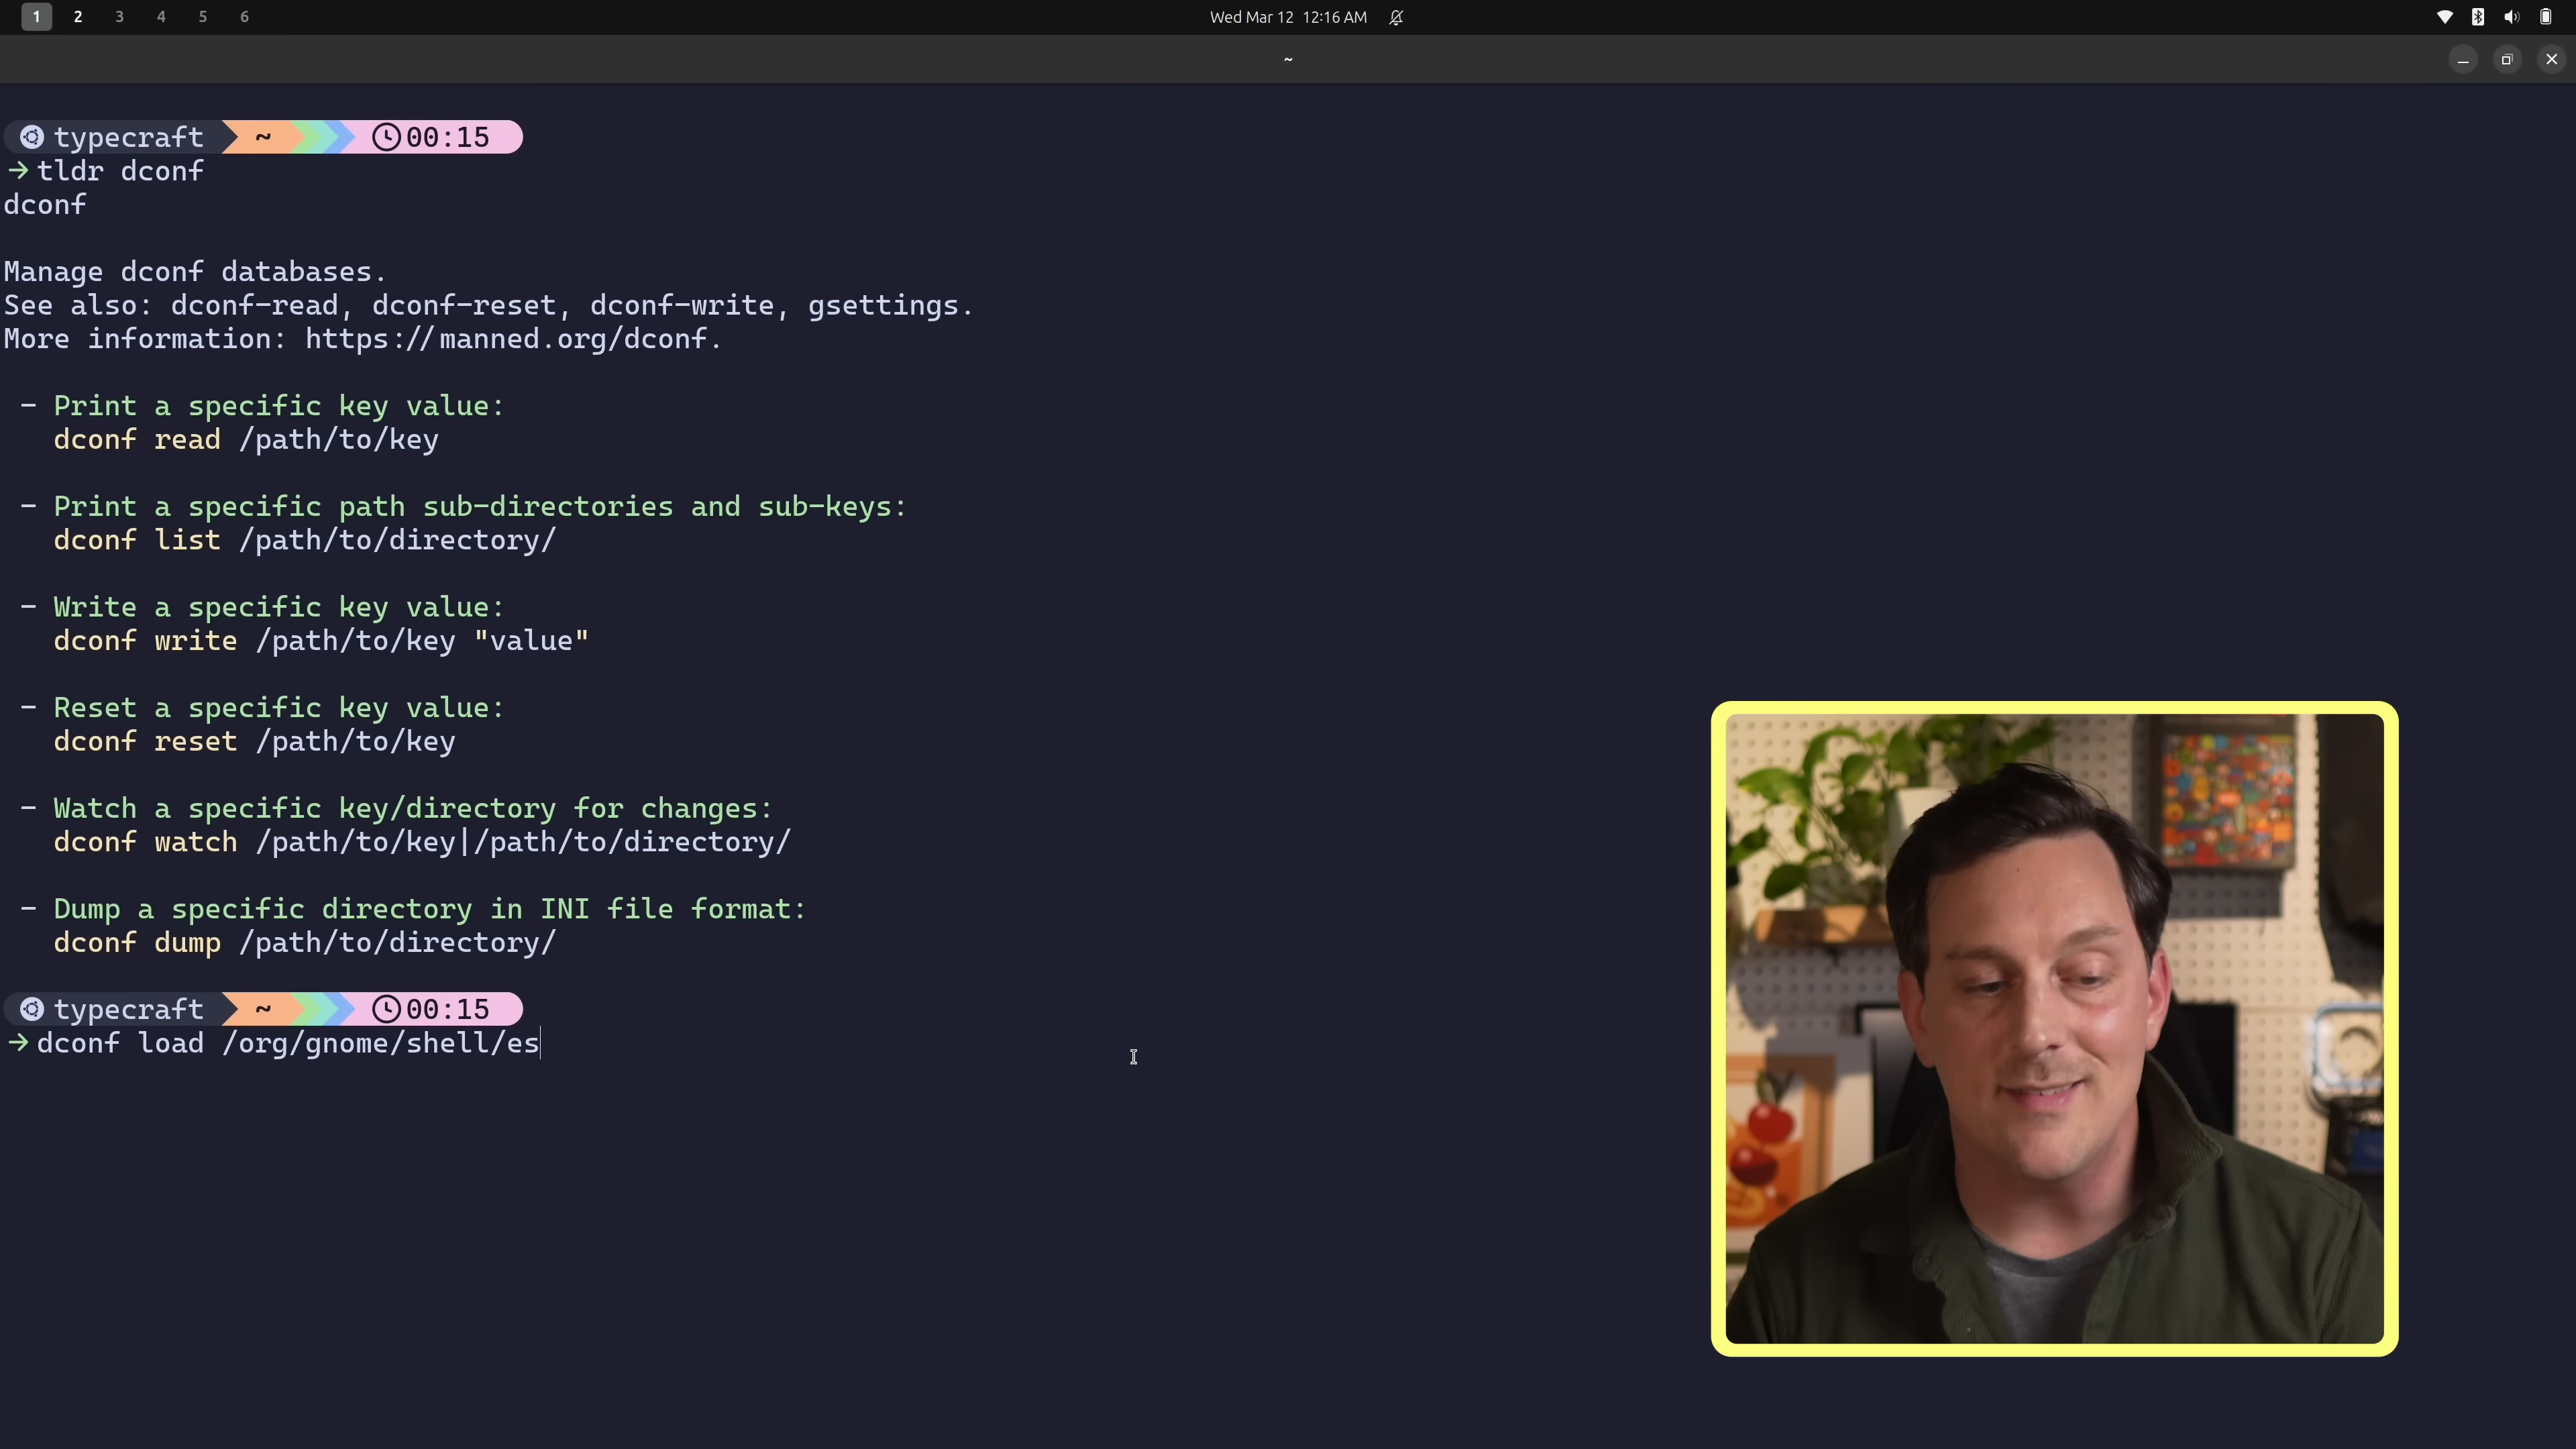 1 2 3 4 5 6
Wed Mar 12 12:16 AM
~
typecraft ~ 00:15
→ tldr dconf
dconf
Manage dconf databases.
See also: dconf-read, dconf-reset, dconf-write, gsettings.
More information: https://manned.org/dconf.
- Print a specific key value:
dconf read /path/to/key
- Print a specific path sub-directories and sub-keys:
dconf list /path/to/directory/
- Write a specific key value:
dconf write /path/to/key "value"
- Reset a specific key value:
dconf reset /path/to/key
- Watch a specific key/directory for changes:
dconf watch /path/to/key|/path/to/directory/
- Dump a specific directory in INI file format:
dconf dump /path/to/directory/
typecraft ~ 00:15
→ dconf load /org/gnome/shell/es